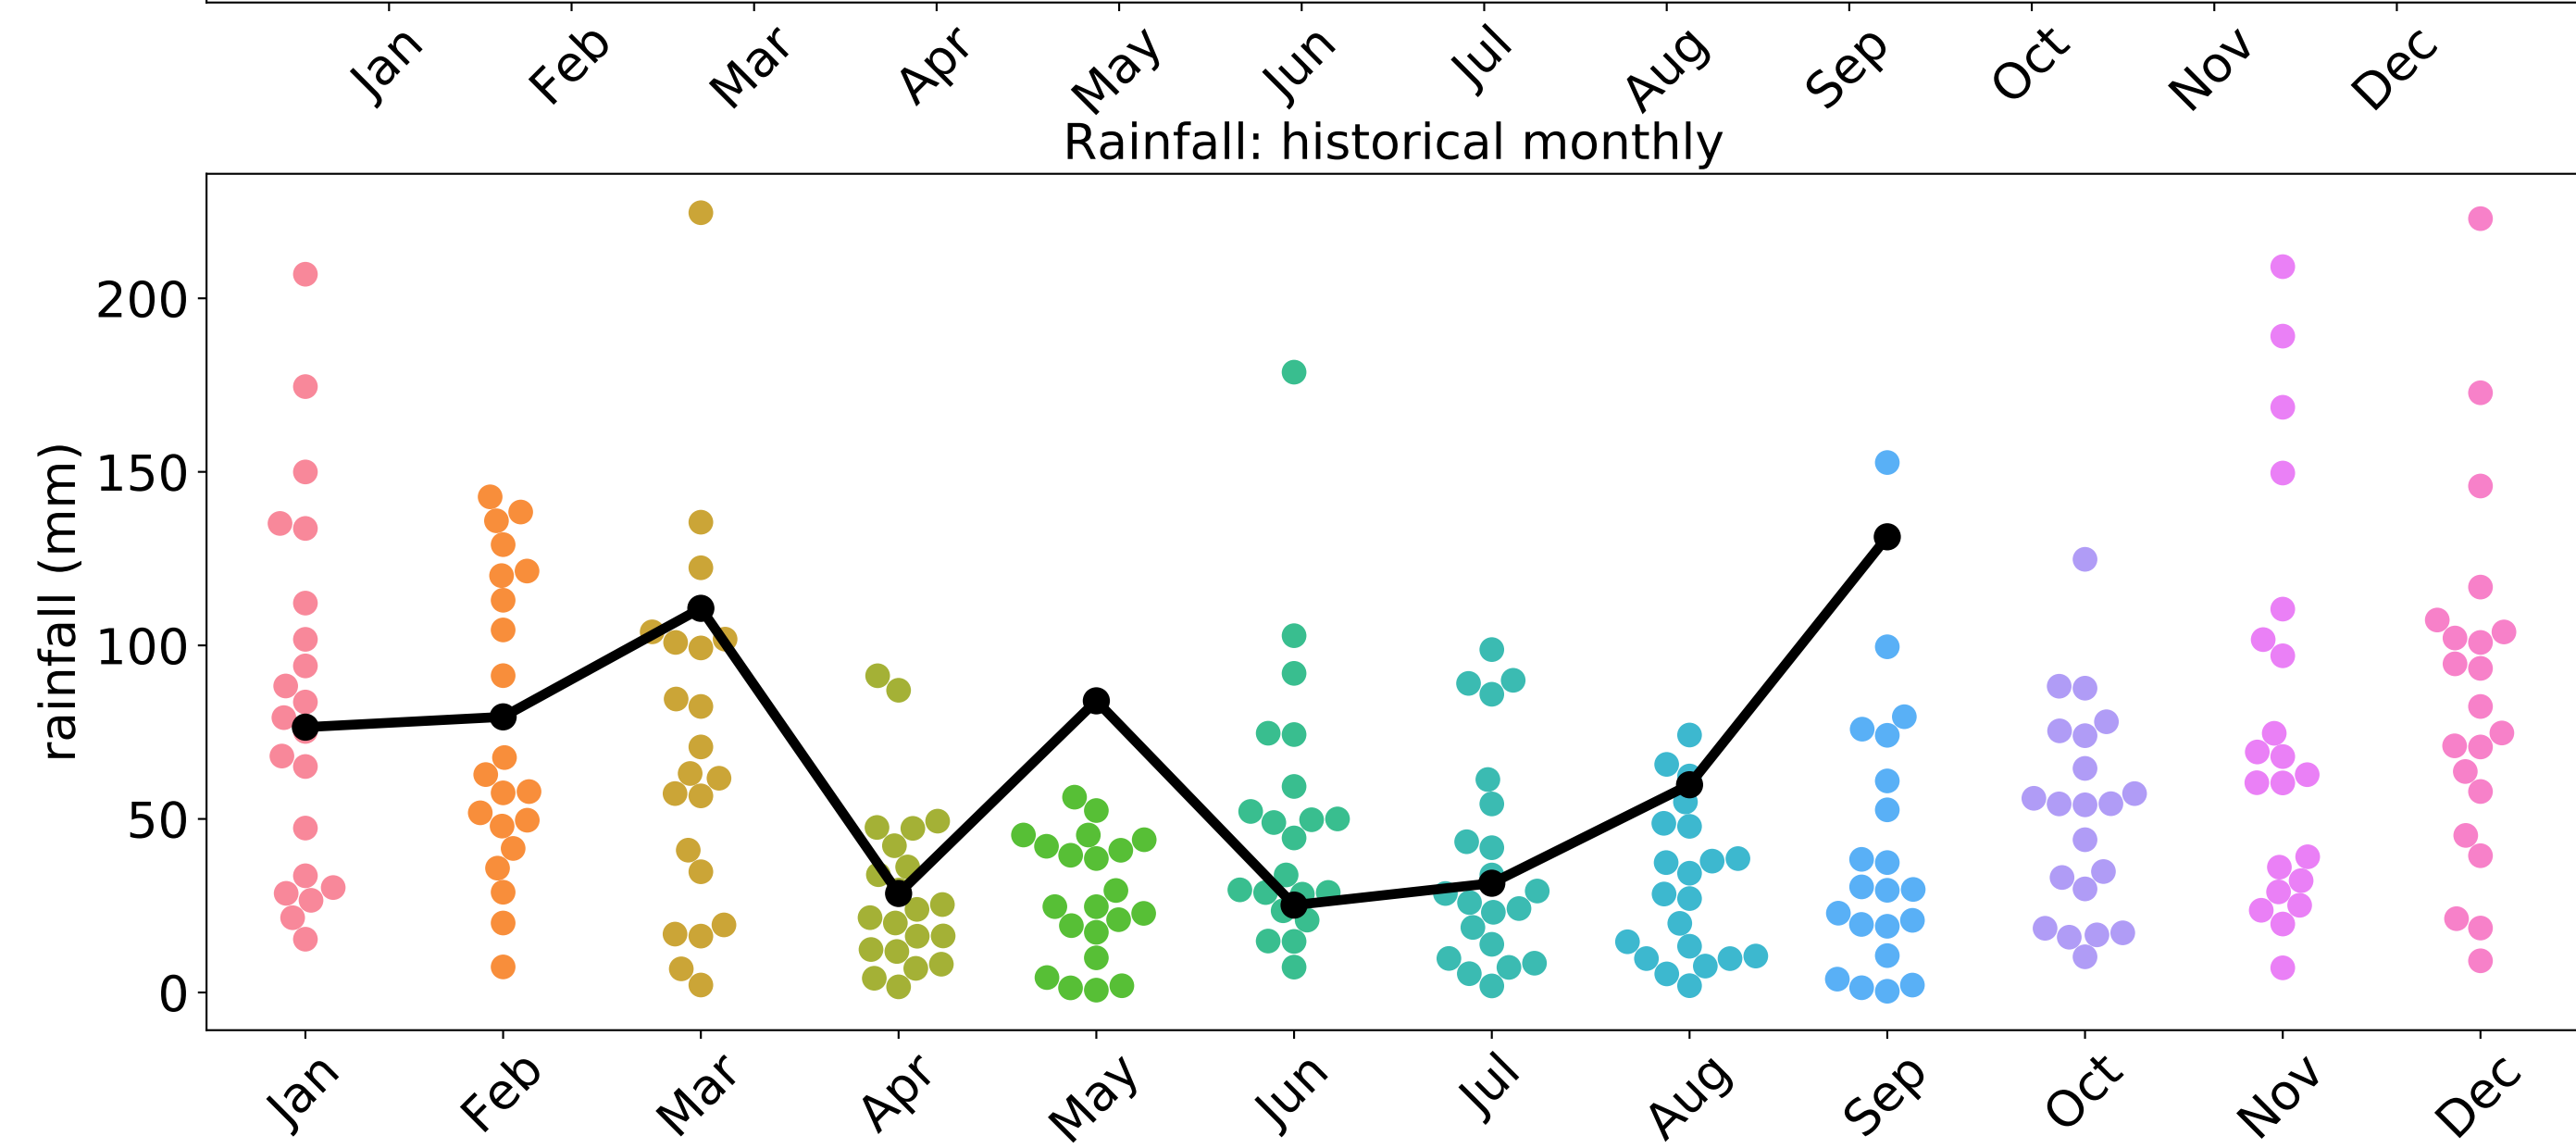 Jan Feb Mar Apr May Jun Jul Aug Sep Oct Nov Dec
Rainfall: historical monthly
rainfall (mm)
200
150
100
50
0
Jan Feb Mar Apr May Jun Jul Aug Sep Oct Nov Dec